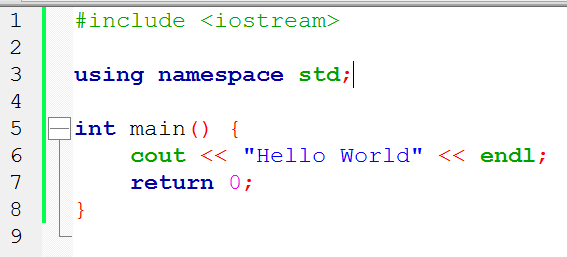 1 #include <iostream>
2
3 using namespace std;
4
5 int main() {
6     cout << "Hello World" << endl;
7     return 0;
8 }
9